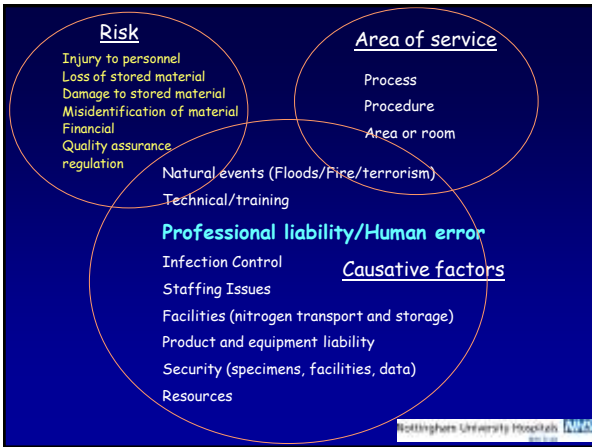 Risk
Injury to personnel
Loss of stored material
Damage to stored material
Misidentification of material
Financial
Quality assurance
regulation
Area of service
Process
Procedure
Area or room
Natural events (Floods/Fire/terrorism)
Technical/training
Professional liability/Human error
Infection Control
Causative factors
Staffing Issues
Facilities (nitrogen transport and storage)
Product and equipment liability
Security (specimens, facilities, data)
Resources
Nottingham University Hospitals NHS